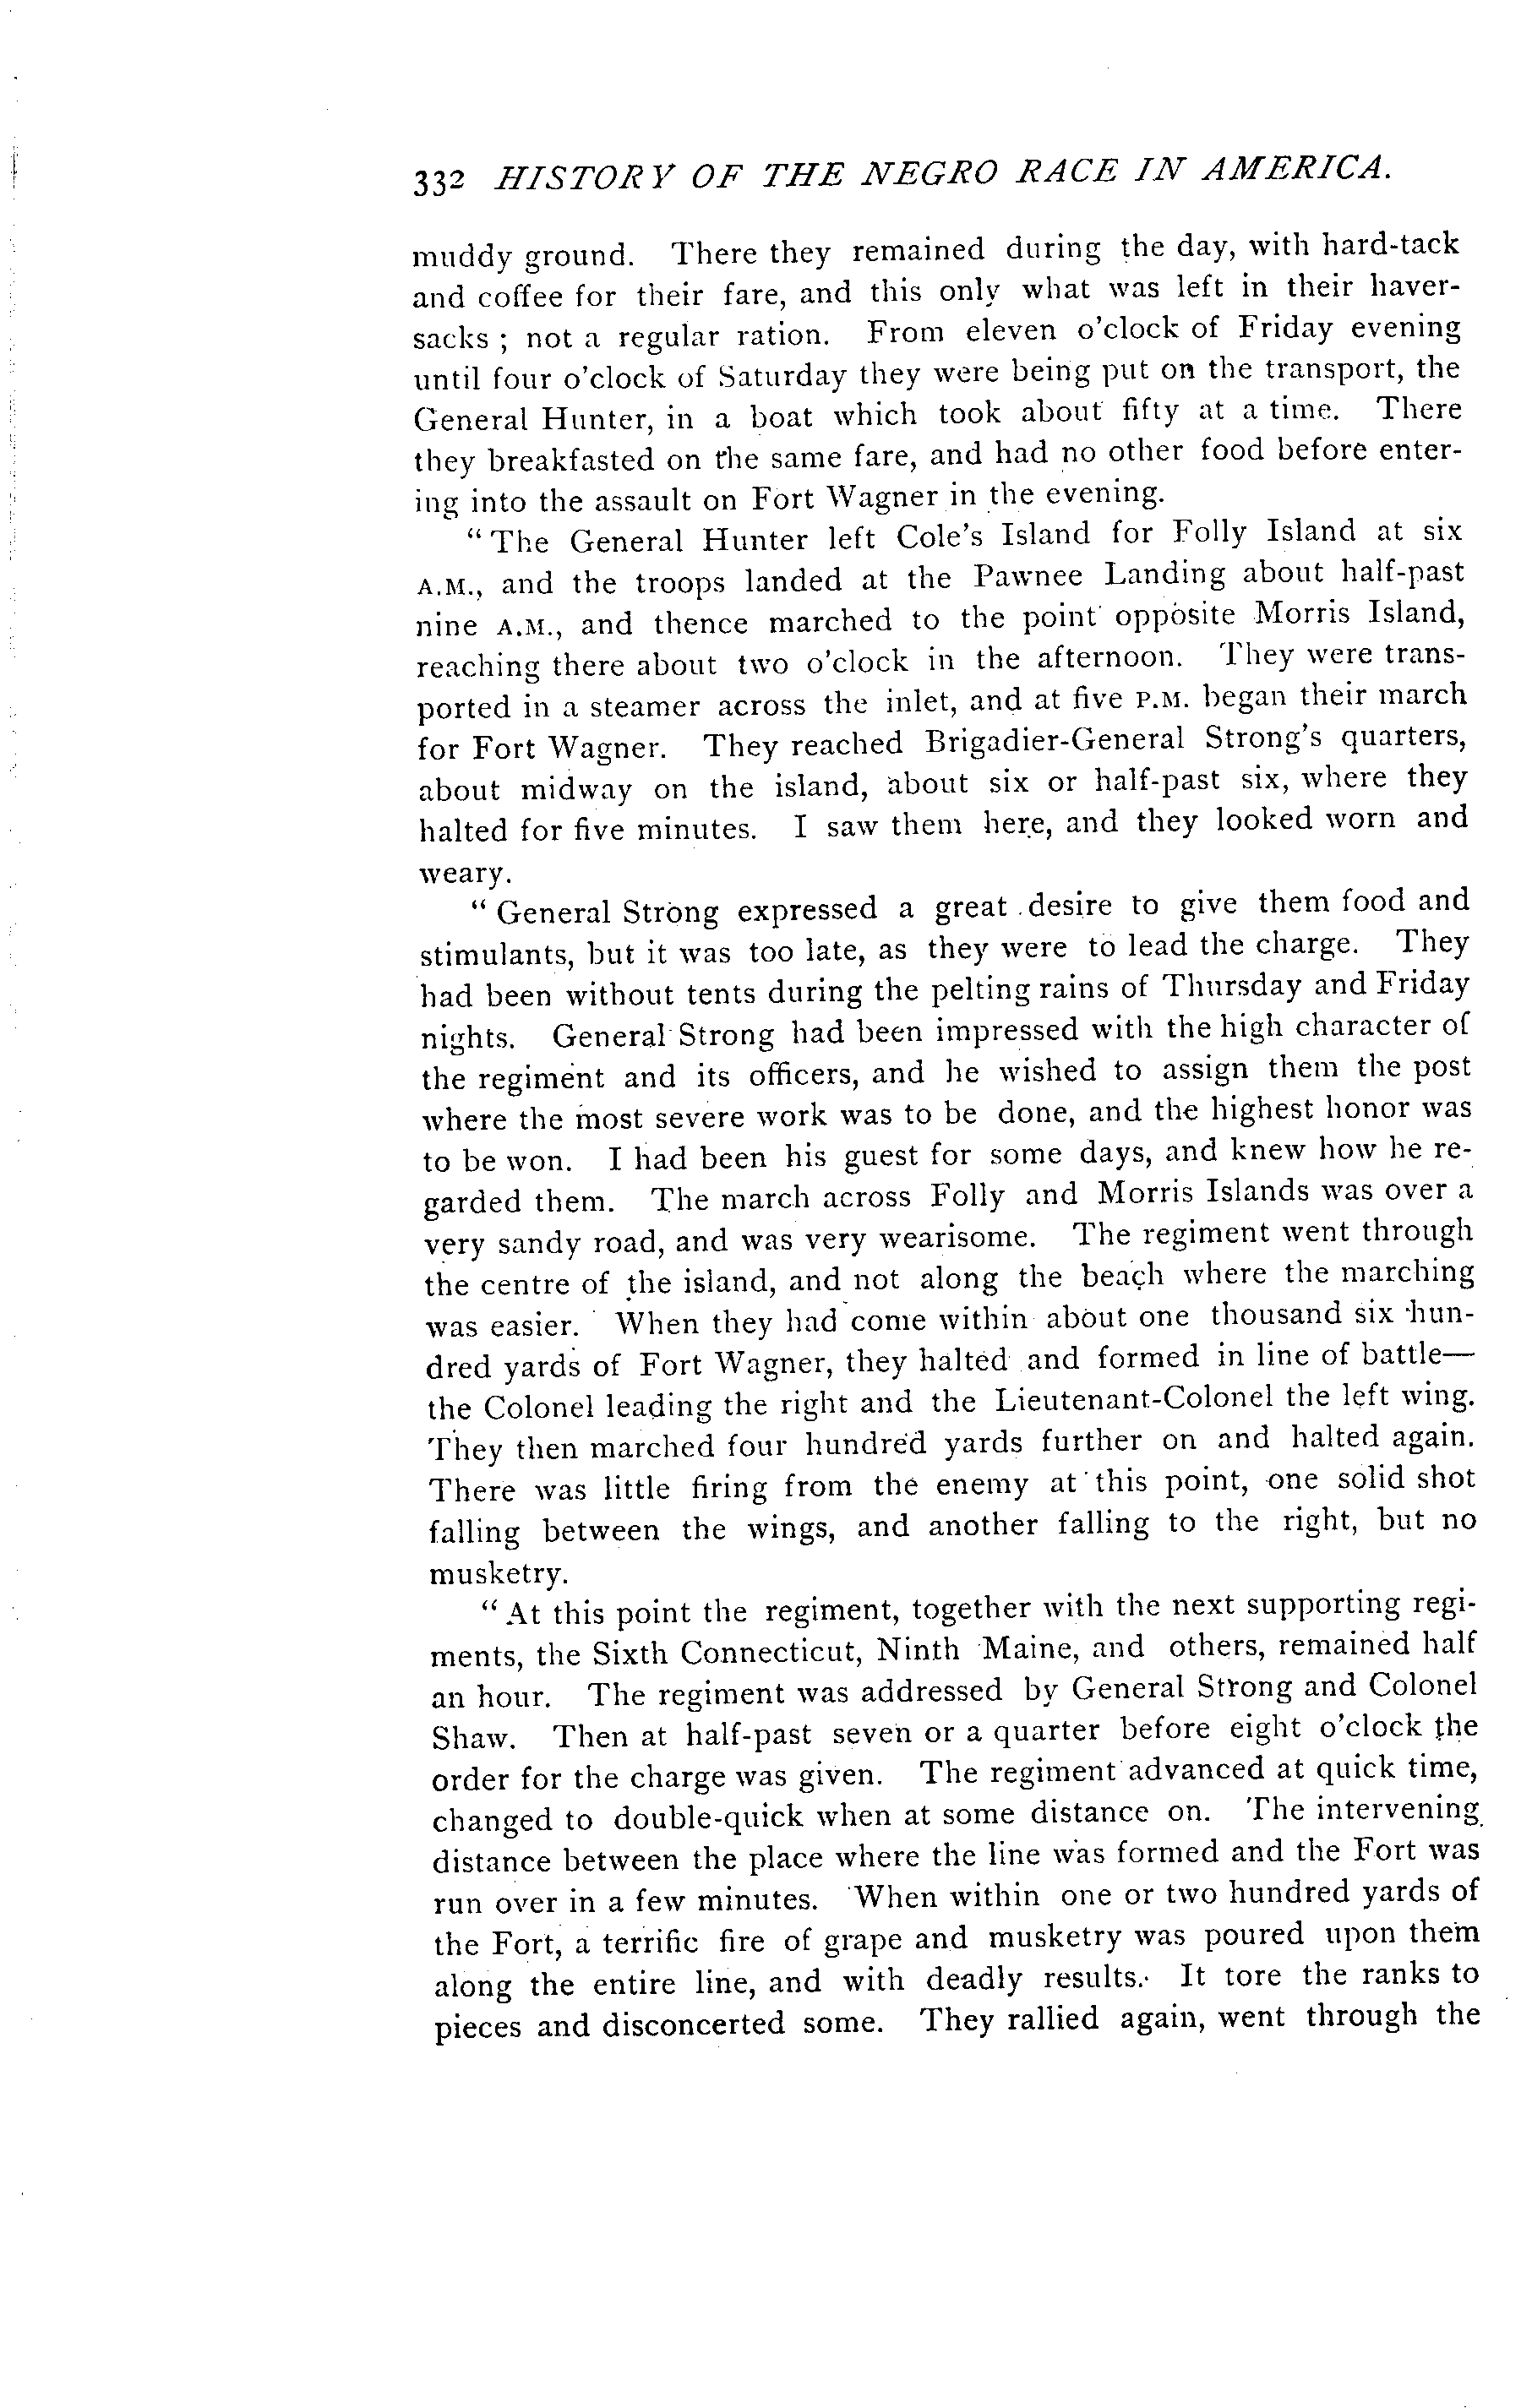 332 HISTORY OF THE NEGRO RACE IN AMERICA.
muddy ground. There they remained during the day, with hard-tack
and coffee for their fare, and this only what was left in their haver-
sacks ; not a regular ration. From eleven o'clock of Friday evening
until four o'clock of Saturday they were being put on the transport, the
General Hunter, in a boat which took about fifty at a time. There
they breakfasted on the same fare, and had no other food before enter-
ing into the assault on Fort Wagner in the evening.
“ The General Hunter left Cole's Island for Folly Island at six
A.M., and the troops landed at the Pawnee Landing about half-past
nine A.M., and thence marched to the point opposite Morris Island,
reaching there about two o'clock in the afternoon. They were trans-
ported in a steamer across the inlet, and at five P.M. began their march
for Fort Wagner. They reached Brigadier-General Strong's quarters,
about midway on the island, about six or half-past six, where they
halted for five minutes. I saw them here, and they looked worn and
weary.
“ General Strong expressed a great desire to give them food and
stimulants, but it was too late, as they were to lead the charge. They
had been without tents during the pelting rains of Thursday and Friday
nights. General Strong had been impressed with the high character of
the regiment and its officers, and he wished to assign them the post
where the most severe work was to be done, and the highest honor was
to be won. I had been his guest for some days, and knew how he re-
garded them. The march across Folly and Morris Islands was over a
very sandy road, and was very wearisome. The regiment went through
the centre of the island, and not along the beach where the marching
was easier. When they had come within about one thousand six hun-
dred yards of Fort Wagner, they halted and formed in line of battle—
the Colonel leading the right and the Lieutenant-Colonel the left wing.
They then marched four hundred yards further on and halted again.
There was little firing from the enemy at this point, one solid shot
falling between the wings, and another falling to the right, but no
musketry.
“ At this point the regiment, together with the next supporting regi-
ments, the Sixth Connecticut, Ninth Maine, and others, remained half
an hour. The regiment was addressed by General Strong and Colonel
Shaw. Then at half-past seven or a quarter before eight o'clock the
order for the charge was given. The regiment advanced at quick time,
changed to double-quick when at some distance on. The intervening
distance between the place where the line was formed and the Fort was
run over in a few minutes. When within one or two hundred yards of
the Fort, a terrific fire of grape and musketry was poured upon them
along the entire line, and with deadly results. It tore the ranks to
pieces and disconcerted some. They rallied again, went through the